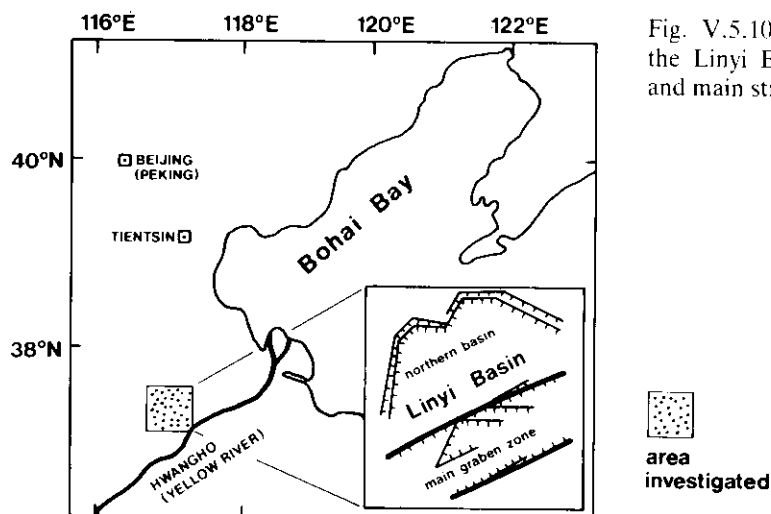 116°E
118°E
120°E
122°E
40°N
38°N
BEIJING
(PEKING)
TIENTSIN
Bohai Bay
HWANGHO
(YELLOW RIVER)
northern basin
Linyi Basin
main graben zone
Fig. V.5.10
the Linyi B
and main
area
investigated